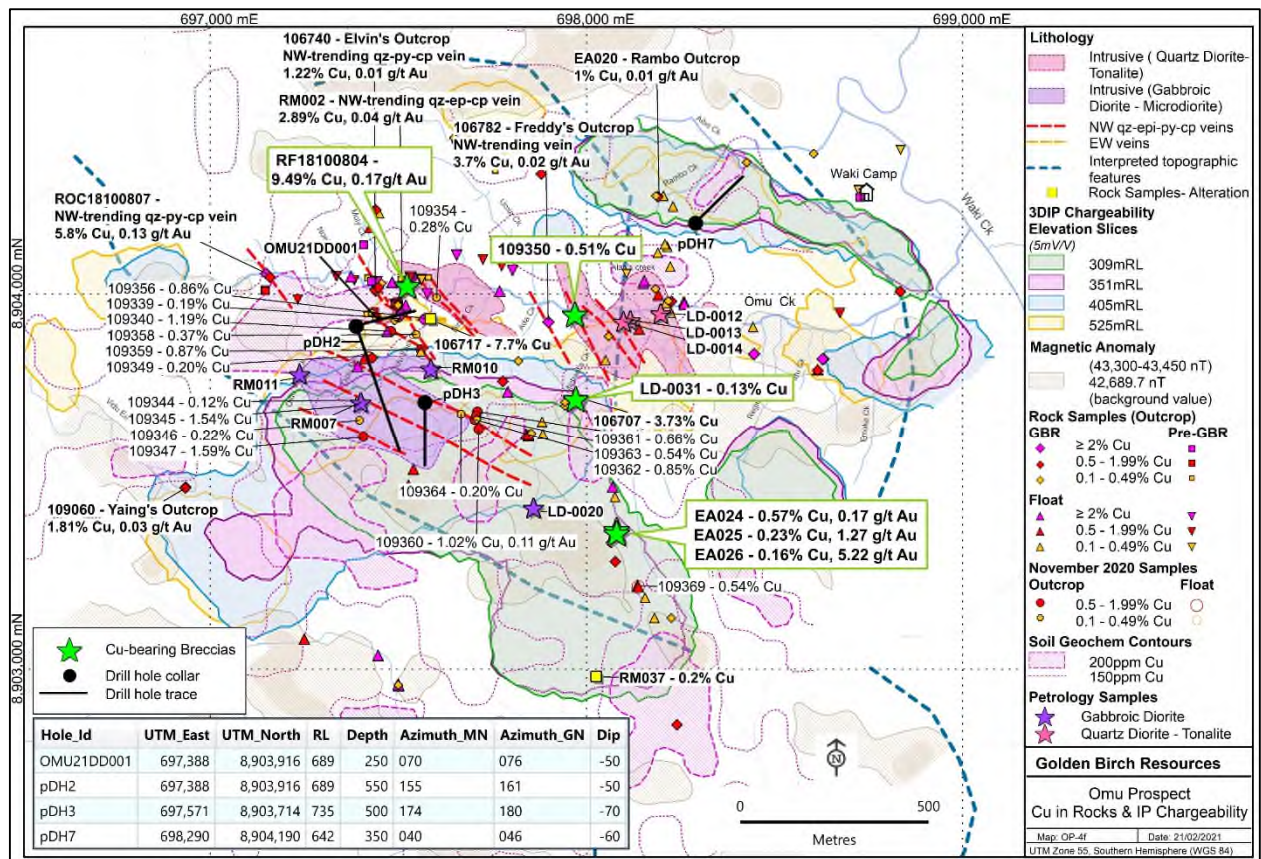 697,000 mE
698,000 mE
699,000 mE
8,904,000 mN
8,903,000 mN
106740 - Elvin's Outcrop
NW-trending qz-py-cp vein
1.22% Cu, 0.01 g/t Au
RM002 - NW-trending qz-ep-cp vein
2.89% Cu, 0.04 g/t Au
EA020 - Rambo Outcrop
1% Cu, 0.01 g/t Au
106782 - Freddy's Outcrop
NW-trending vein
3.7% Cu, 0.02 g/t Au
RF18100804 -
9.49% Cu, 0.17g/t Au
ROC18100807 -
NW-trending qz-py-cp vein
5.8% Cu, 0.13 g/t Au
109354 -
0.28% Cu
OMU21DD001
109350 - 0.51% Cu
Waki Camp
Waki Ck
Rambo Ck
pDH7
109356 - 0.86% Cu
109339 - 0.19% Cu
109340 - 1.19% Cu
109358 - 0.37% Cu
109359 - 0.87% Cu
109349 - 0.20% Cu
pDH2
Omu Ck
LD-0012
LD-0013
LD-0014
106717 - 7.7% Cu
RM011
RM010
LD-0031 - 0.13% Cu
109344 - 0.12% Cu
109345 - 1.54% Cu
109346 - 0.22% Cu
109347 - 1.59% Cu
RM007
pDH3
106707 - 3.73% Cu
109361 - 0.66% Cu
109363 - 0.54% Cu
109362 - 0.85% Cu
109364 - 0.20% Cu
109060 - Yaing's Outcrop
1.81% Cu, 0.03 g/t Au
LD-0020
109360 - 1.02% Cu, 0.11 g/t Au
EA024 - 0.57% Cu, 0.17 g/t Au
EA025 - 0.23% Cu, 1.27 g/t Au
EA026 - 0.16% Cu, 5.22 g/t Au
109369 - 0.54% Cu
RM037 - 0.2% Cu
Cu-bearing Breccias
Drill hole collar
Drill hole trace
Hole_Id UTM_East UTM_North RL Depth Azimuth_MN Azimuth_GN Dip
OMU21DD001 697,388 8,903,916 689 250 070 076 -50
pDH2 697,388 8,903,916 689 550 155 161 -50
pDH3 697,571 8,903,714 735 500 174 180 -70
pDH7 698,290 8,904,190 642 350 040 046 -60
N
0 500
Metres
Lithology
Intrusive ( Quartz Diorite-
Tonalite)
Intrusive (Gabbroic
Diorite - Microdiorite)
NW qz-epi-py-cp veins
EW veins
Interpreted topographic
features
Rock Samples- Alteration
3DIP Chargeability
Elevation Slices
(5mV/V)
309mRL
351mRL
405mRL
525mRL
Magnetic Anomaly
(43,300-43,450 nT)
42,689.7 nT
(background value)
Rock Samples (Outcrop)
GBR Pre-GBR
≥ 2% Cu
0.5 - 1.99% Cu
0.1 - 0.49% Cu
Float
≥ 2% Cu
0.5 - 1.99% Cu
0.1 - 0.49% Cu
November 2020 Samples
Outcrop Float
0.5 - 1.99% Cu
0.1 - 0.49% Cu
Soil Geochem Contours
200ppm Cu
150ppm Cu
Petrology Samples
Gabbroic Diorite
Quartz Diorite - Tonalite
Golden Birch Resources
Omu Prospect
Cu in Rocks & IP Chargeability
Map: OP-4f Date: 21/02/2021
UTM Zone 55, Southern Hemisphere (WGS 84)